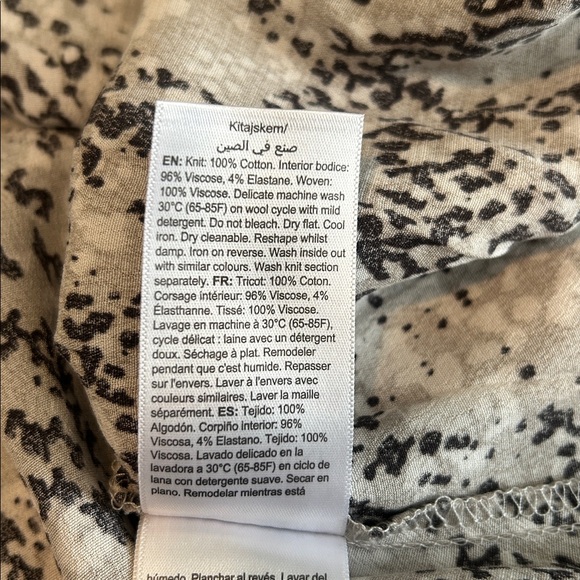 Kitajskem/
صنع في الصين
EN: Knit: 100% Cotton. Interior bodice:
96% Viscose, 4% Elastane. Woven:
100% Viscose. Delicate machine wash
30°C (65-85F) on wool cycle with mild
detergent. Do not bleach. Dry flat. Cool
iron. Dry cleanable. Reshape whilst
damp. Iron on reverse. Wash inside out
with similar colours. Wash knit section
separately. FR: Tricot: 100% Coton.
Corsage intérieur: 96% Viscose, 4%
Élasthanne. Tissé: 100% Viscose.
Lavage en machine à 30°C (65-85F),
cycle délicat : laine avec un détergent
doux. Séchage à plat. Remodeler
pendant que c'est humide. Repasser
sur l'envers. Laver à l'envers avec
couleurs similaires. Laver la maille
séparément. ES: Tejido: 100%
Algodón. Corpiño interior: 96%
Viscosa, 4% Elastano. Tejido: 100%
Viscosa. Lavado delicado en la
lavadora a 30°C (65-85F) en ciclo de
lana con detergente suave. Secar en
plano. Remodelar mientras está
húmedo. Planchar al revés. Lavar del